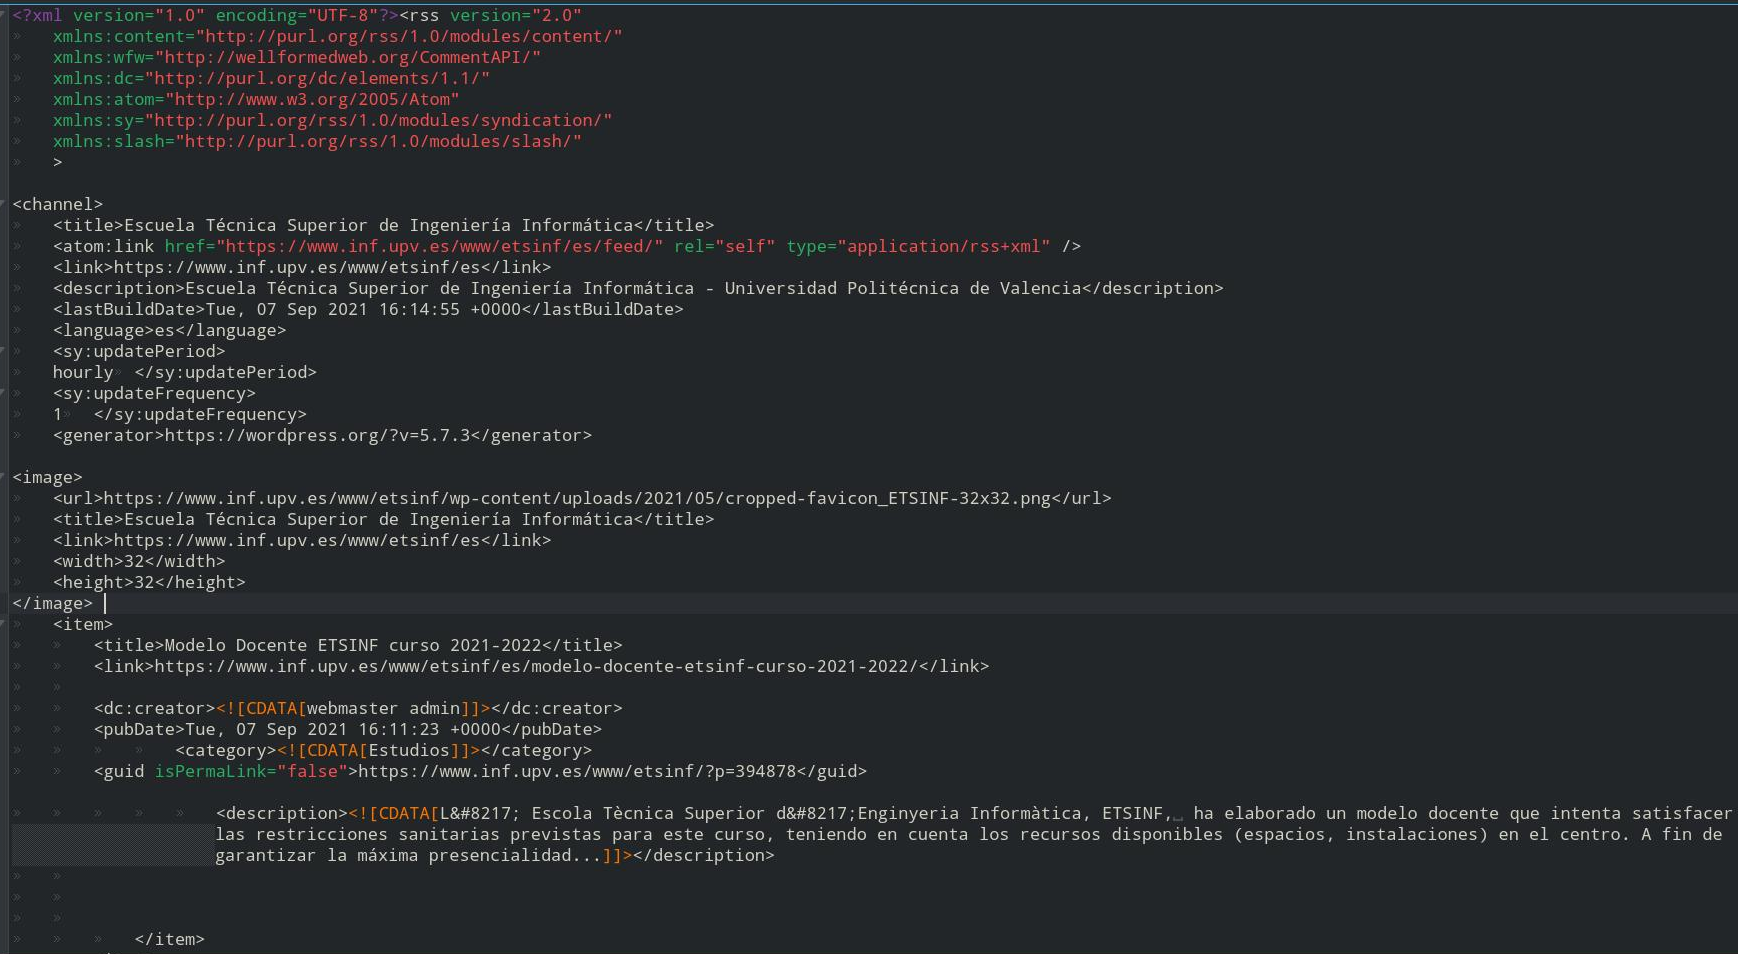 <?xml version="1.0" encoding="UTF-8"?><rss version="2.0"
xmlns:content="http://purl.org/rss/1.0/modules/content/"
xmlns:wfw="http://wellformedweb.org/CommentAPI/"
xmlns:dc="http://purl.org/dc/elements/1.1/"
xmlns:atom="http://www.w3.org/2005/Atom"
xmlns:sy="http://purl.org/rss/1.0/modules/syndication/"
xmlns:slash="http://purl.org/rss/1.0/modules/slash/"
>
<channel>
<title>Escuela Técnica Superior de Ingeniería Informática</title>
<atom:link href="https://www.inf.upv.es/www/etsinf/es/feed/" rel="self" type="application/rss+xml" />
<link>https://www.inf.upv.es/www/etsinf/es</link>
<description>Escuela Técnica Superior de Ingeniería Informática - Universidad Politécnica de Valencia</description>
<lastBuildDate>Tue, 07 Sep 2021 16:14:55 +0000</lastBuildDate>
<language>es</language>
<sy:updatePeriod>
hourly </sy:updatePeriod>
<sy:updateFrequency>
1 </sy:updateFrequency>
<generator>https://wordpress.org/?v=5.7.3</generator>
<image>
<url>https://www.inf.upv.es/www/etsinf/wp-content/uploads/2021/05/cropped-favicon_ETSINF-32x32.png</url>
<title>Escuela Técnica Superior de Ingeniería Informática</title>
<link>https://www.inf.upv.es/www/etsinf/es</link>
<width>32</width>
<height>32</height>
</image>
<item>
<title>Modelo Docente ETSINF curso 2021-2022</title>
<link>https://www.inf.upv.es/www/etsinf/es/modelo-docente-etsinf-curso-2021-2022/</link>
<dc:creator><![CDATA[webmaster admin]]></dc:creator>
<pubDate>Tue, 07 Sep 2021 16:11:23 +0000</pubDate>
<category><![CDATA[Estudios]]></category>
<guid isPermaLink="false">https://www.inf.upv.es/www/etsinf/?p=394878</guid>
<description><![CDATA[L&#8217; Escola Tècnica Superior d&#8217;Enginyeria Informàtica, ETSINF, ha elaborado un modelo docente que intenta satisfacer
las restricciones sanitarias previstas para este curso, teniendo en cuenta los recursos disponibles (espacios, instalaciones) en el centro. A fin de
garantizar la máxima presencialidad...]]></description>
</item>